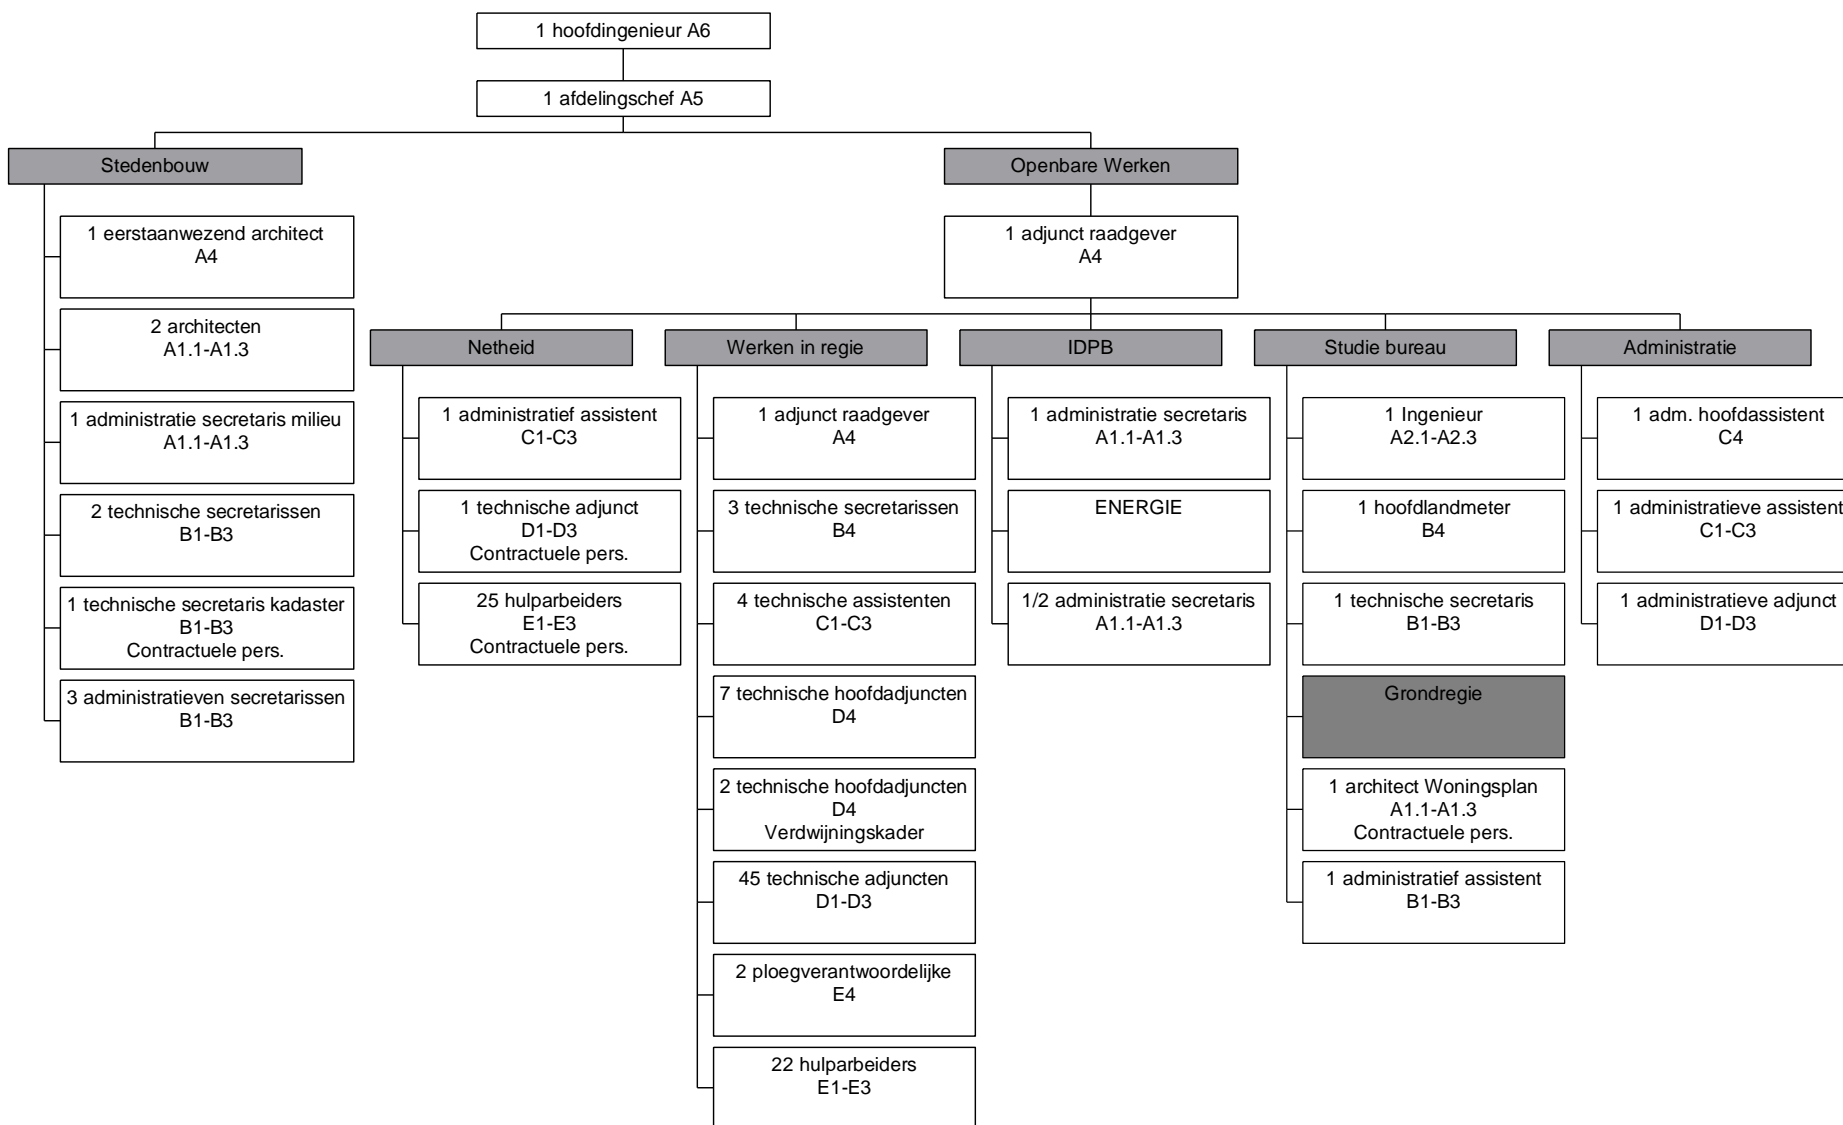 1 hoofdingenieur A6
1 afdelingschef A5
Stedenbouw
Openbare Werken
1 eerstaanwezend architect
A4
2 architecten
A1.1-A1.3
1 administratie secretaris milieu
A1.1-A1.3
2 technische secretarissen
B1-B3
1 technische secretaris kadaster
B1-B3
Contractuele pers.
3 administratieven secretarissen
B1-B3
1 adjunct raadgever
A4
Netheid
1 administratief assistent
C1-C3
1 technische adjunct
D1-D3
Contractuele pers.
25 hulparbeiders
E1-E3
Contractuele pers.
Werken in regie
1 adjunct raadgever
A4
3 technische secretarissen
B4
4 technische assistenten
C1-C3
7 technische hoofdadjuncten
D4
2 technische hoofdadjuncten
D4
Verdwijningskader
45 technische adjuncten
D1-D3
2 ploegverantwoordelijke
E4
22 hulparbeiders
E1-E3
IDPB
1 administratie secretaris
A1.1-A1.3
ENERGIE
1/2 administratie secretaris
A1.1-A1.3
Studie bureau
1 Ingenieur
A2.1-A2.3
1 hoofdlandmeter
B4
1 technische secretaris
B1-B3
Grondregie
1 architect Woningsplan
A1.1-A1.3
Contractuele pers.
1 administratief assistent
B1-B3
Administratie
1 adm. hoofdassistent
C4
1 administratieve assistent
C1-C3
1 administratieve adjunct
D1-D3